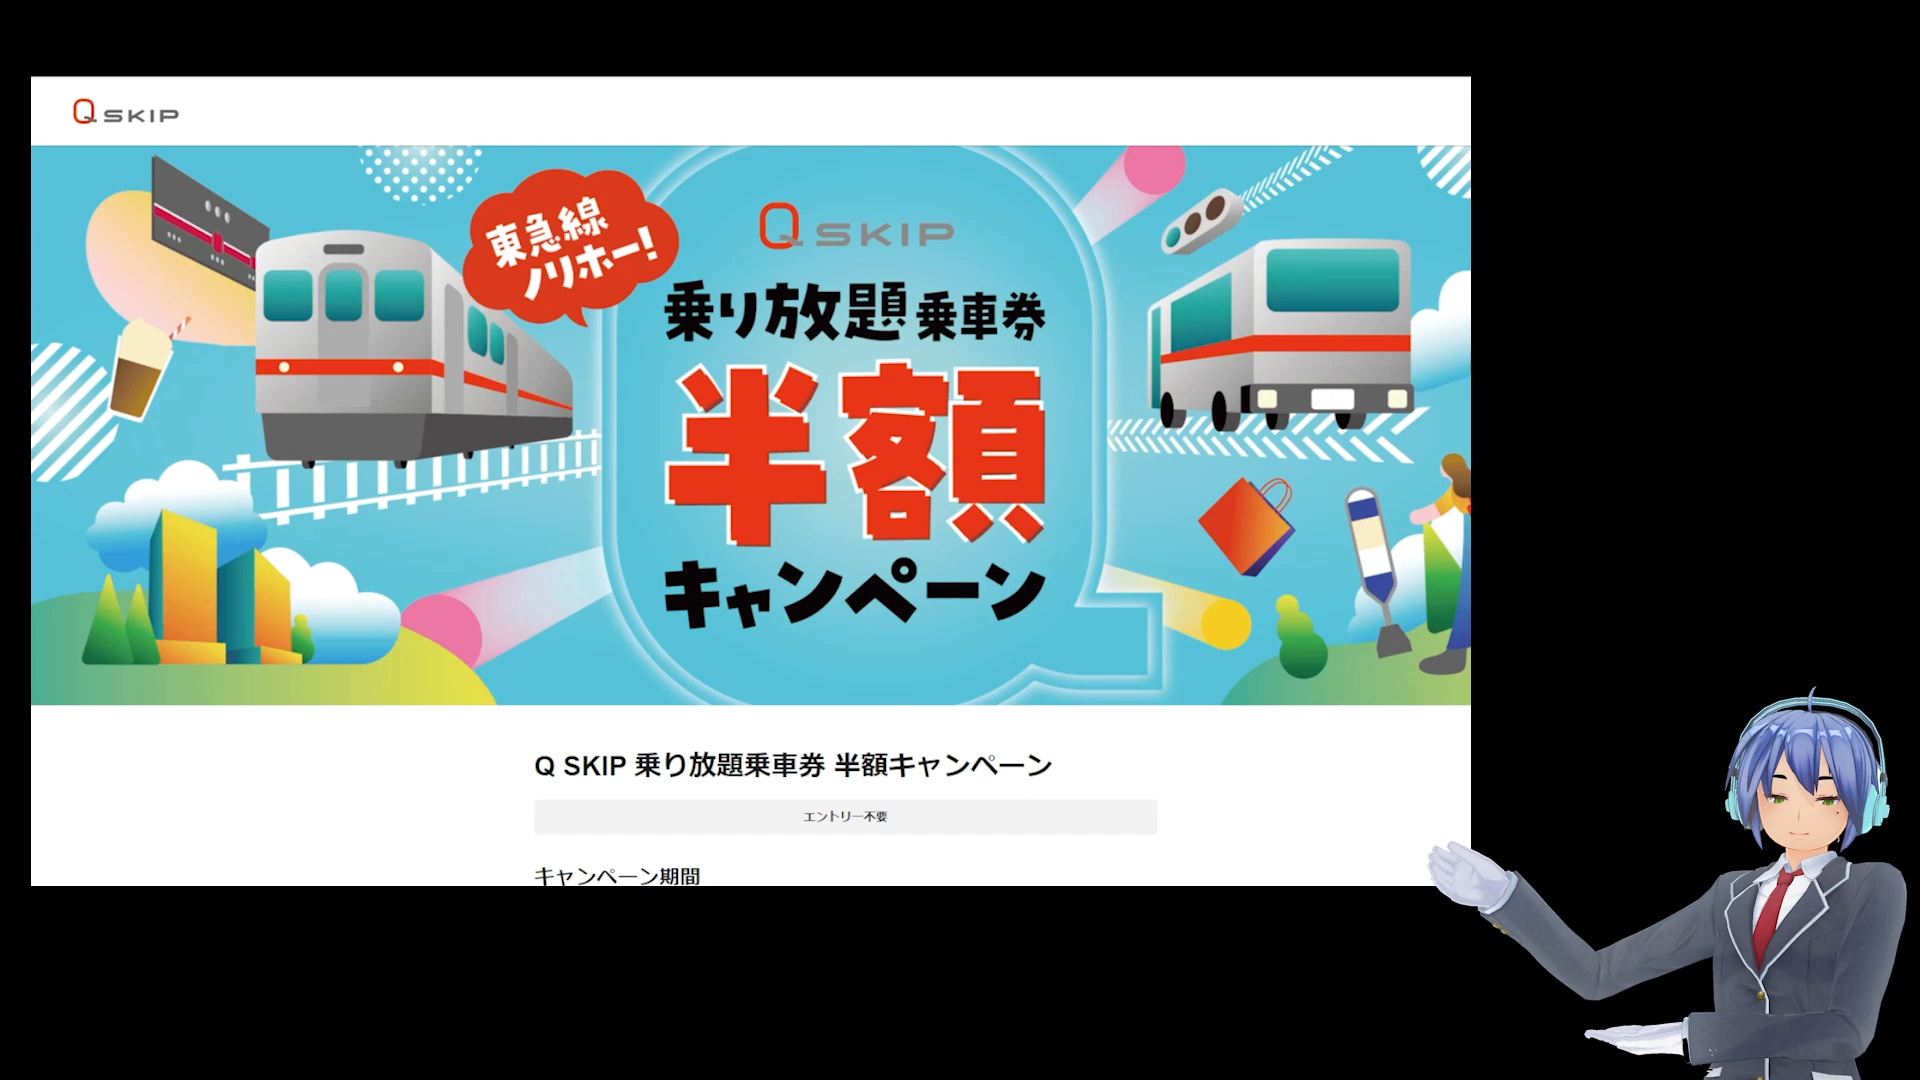 Q SKIP
東急線
ノリホー!
Q SKIP
乗り放題乗車券
半額
キャンペーン
Q SKIP 乗り放題乗車券 半額キャンペーン
エントリー不要
キャンペーン期間